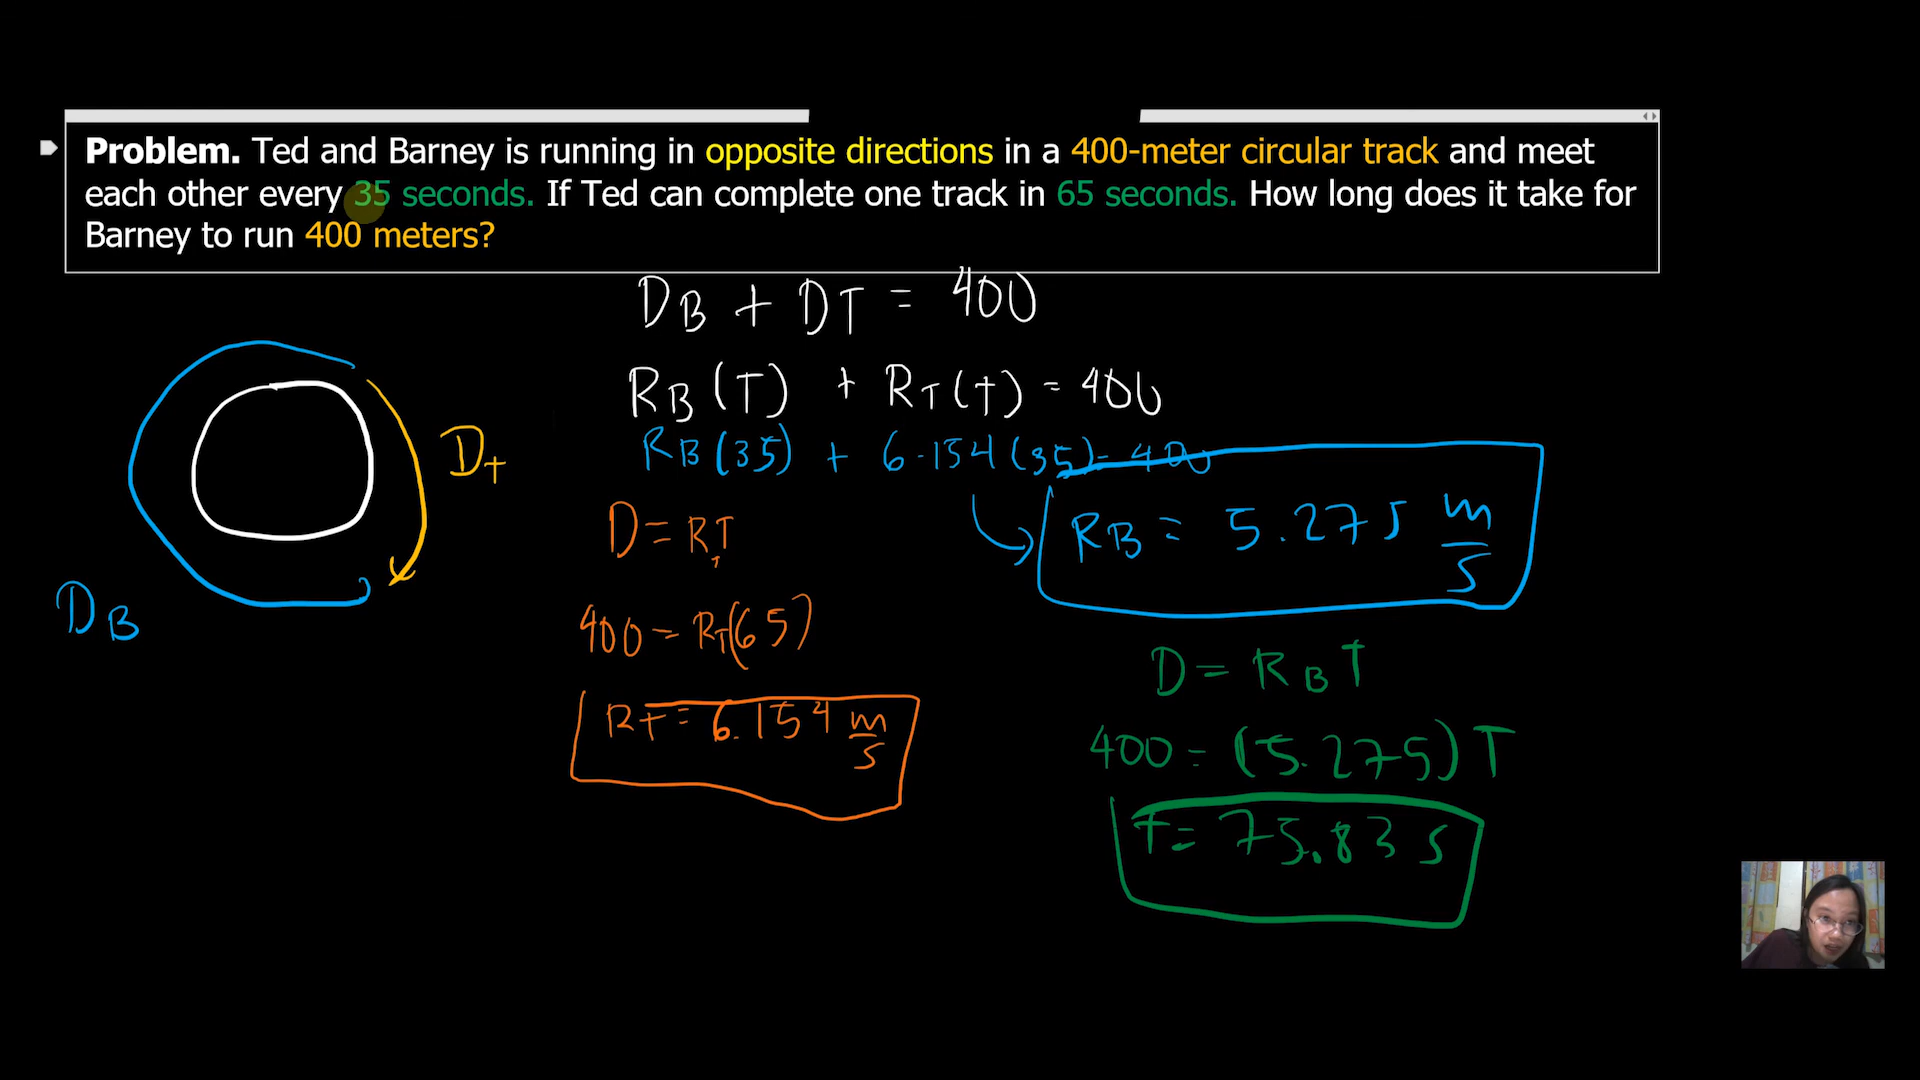 Problem. Ted and Barney is running in opposite directions in a 400-meter circular track and meet
each other every 35 seconds. If Ted can complete one track in 65 seconds. How long does it take for
Barney to run 400 meters?
DB + DT = 400
RB(T) + RT(t) = 400
RB(35) + 6.154(35) = 400
Dt
D = RT
T
RB = 5.275 m/s
400 = RT(65)
DB
D = RBT
RT = 6.154 m/s
400 = (5.275)T
T = 75.83 s